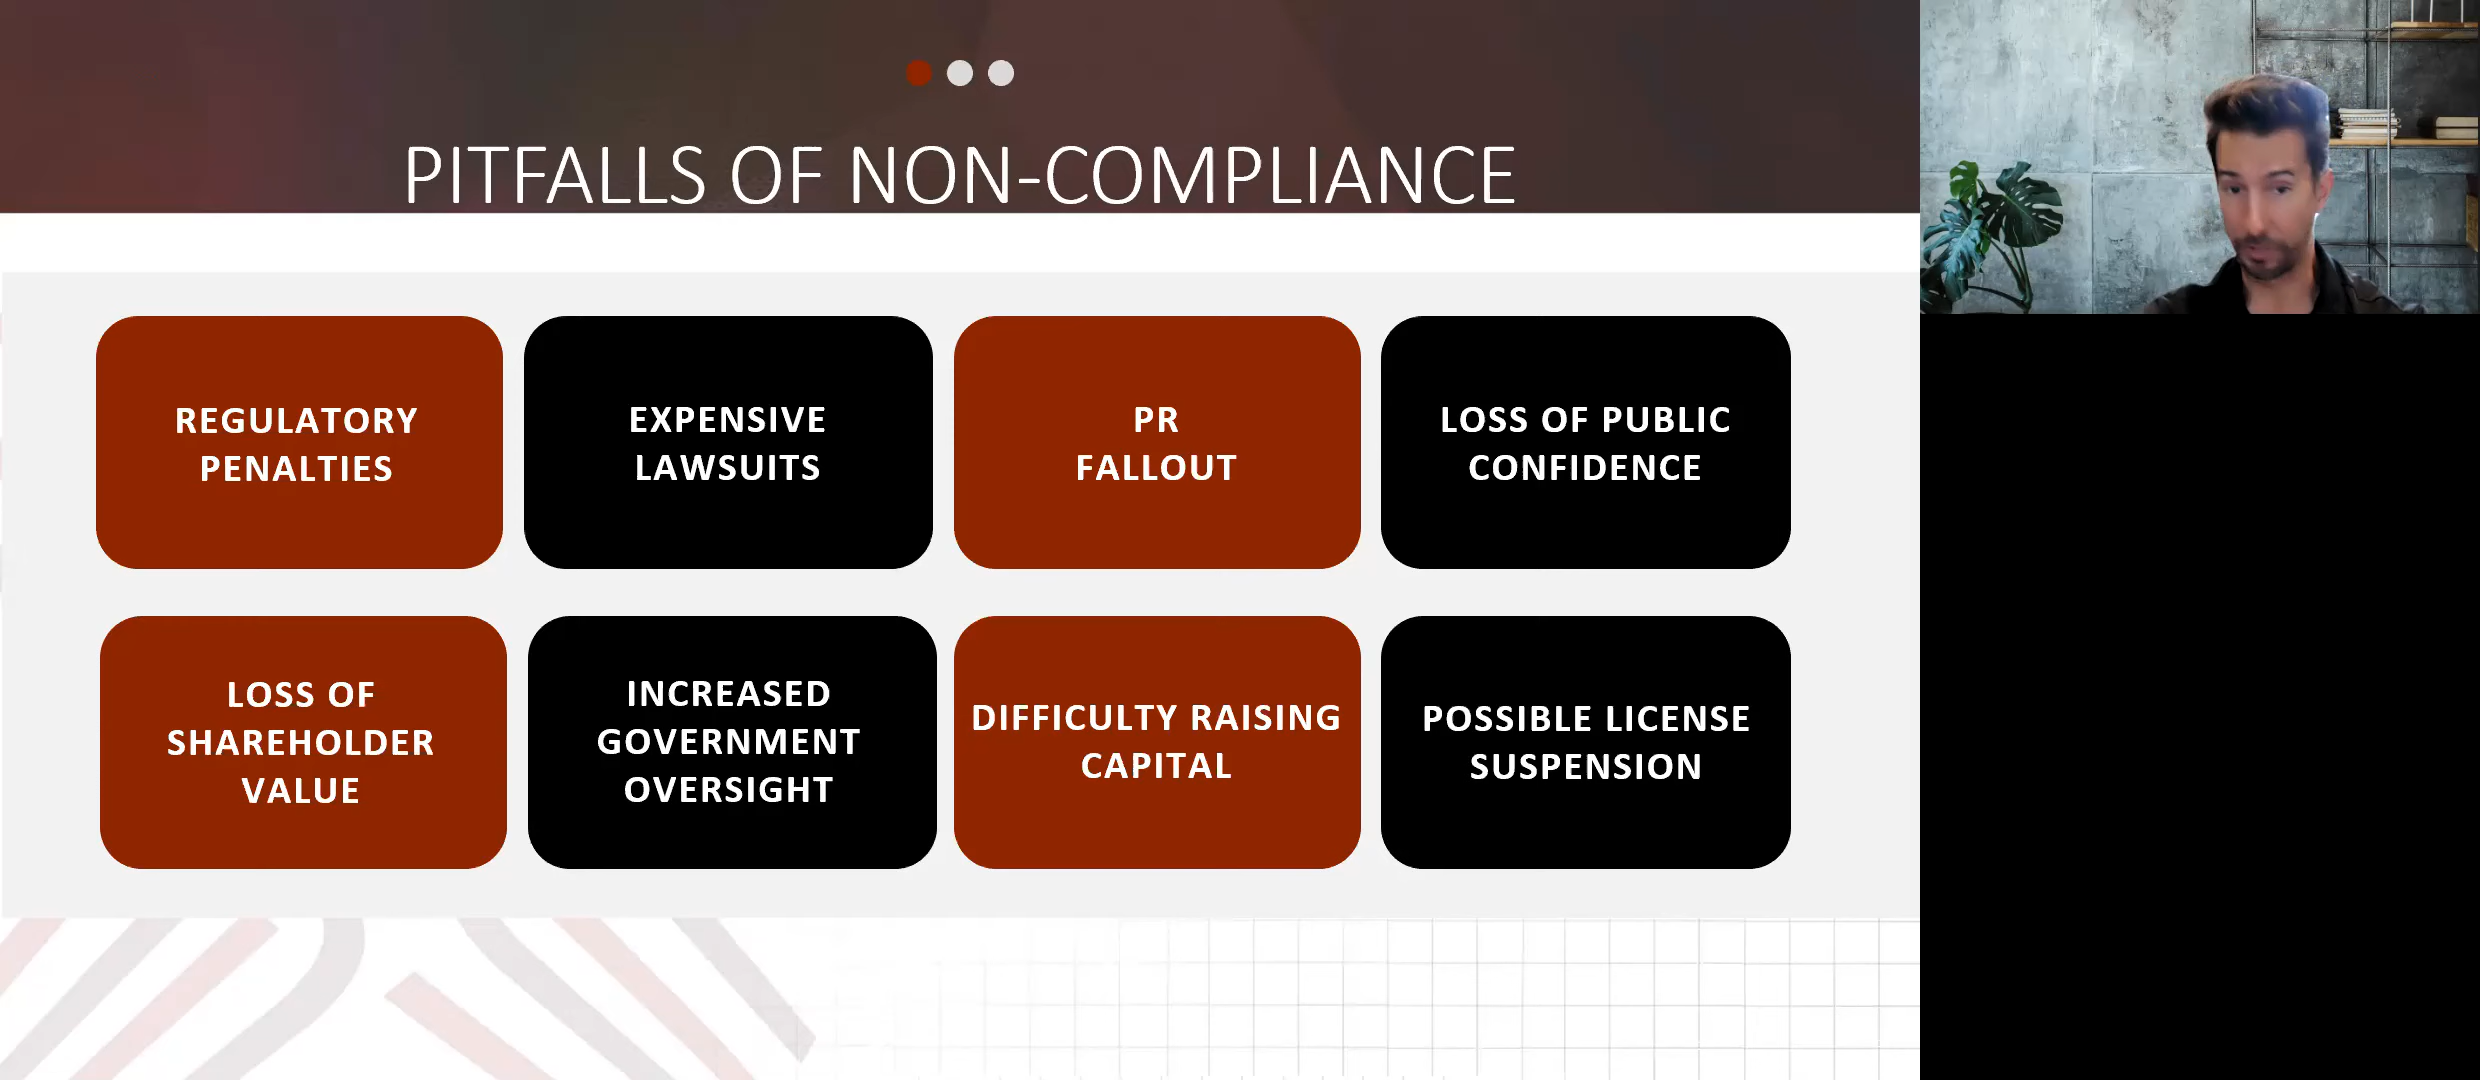 PITFALLS OF NON-COMPLIANCE
REGULATORY
PENALTIES
EXPENSIVE
LAWSUITS
PR
FALLOUT
LOSS OF PUBLIC
CONFIDENCE
LOSS OF
SHAREHOLDER
VALUE
INCREASED
GOVERNMENT
OVERSIGHT
DIFFICULTY RAISING
CAPITAL
POSSIBLE LICENSE
SUSPENSION